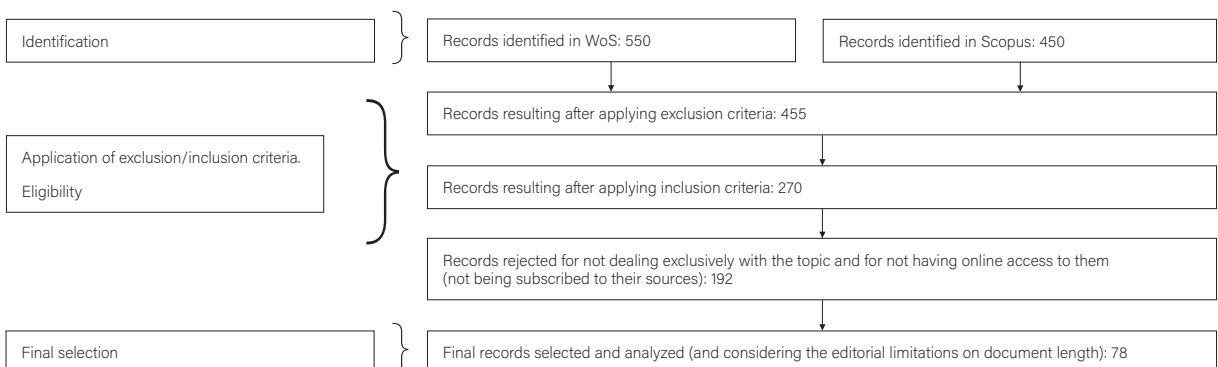 Identification
Records identified in WoS: 550
Records identified in Scopus: 450
Records resulting after applying exclusion criteria: 455
Application of exclusion/inclusion criteria.
Eligibility
Records resulting after applying inclusion criteria: 270
Records rejected for not dealing exclusively with the topic and for not having online access to them
(not being subscribed to their sources): 192
Final selection
Final records selected and analyzed (and considering the editorial limitations on document length): 78